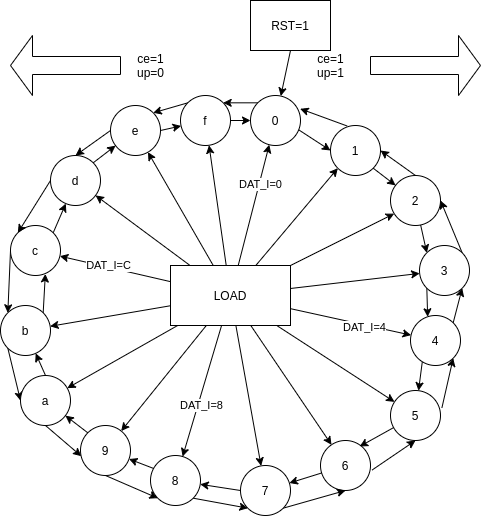 RST=1
ce=1
up=0
ce=1
up=1
e
f
0
1
d
DAT_I=0
2
c
DAT_I=C
3
LOAD
b
DAT_I=4
4
a
DAT_I=8
5
9
6
8
7